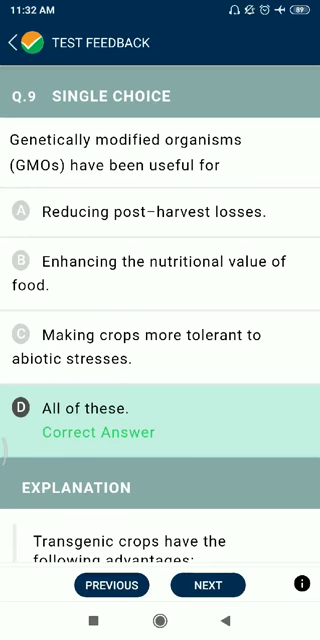 11:32 AM
89
TEST FEEDBACK
Q.9 SINGLE CHOICE
Genetically modified organisms
(GMOs) have been useful for
A Reducing post-harvest losses.
B Enhancing the nutritional value of
food.
C Making crops more tolerant to
abiotic stresses.
D All of these.
Correct Answer
EXPLANATION
Transgenic crops have the
following advantages:
PREVIOUS NEXT